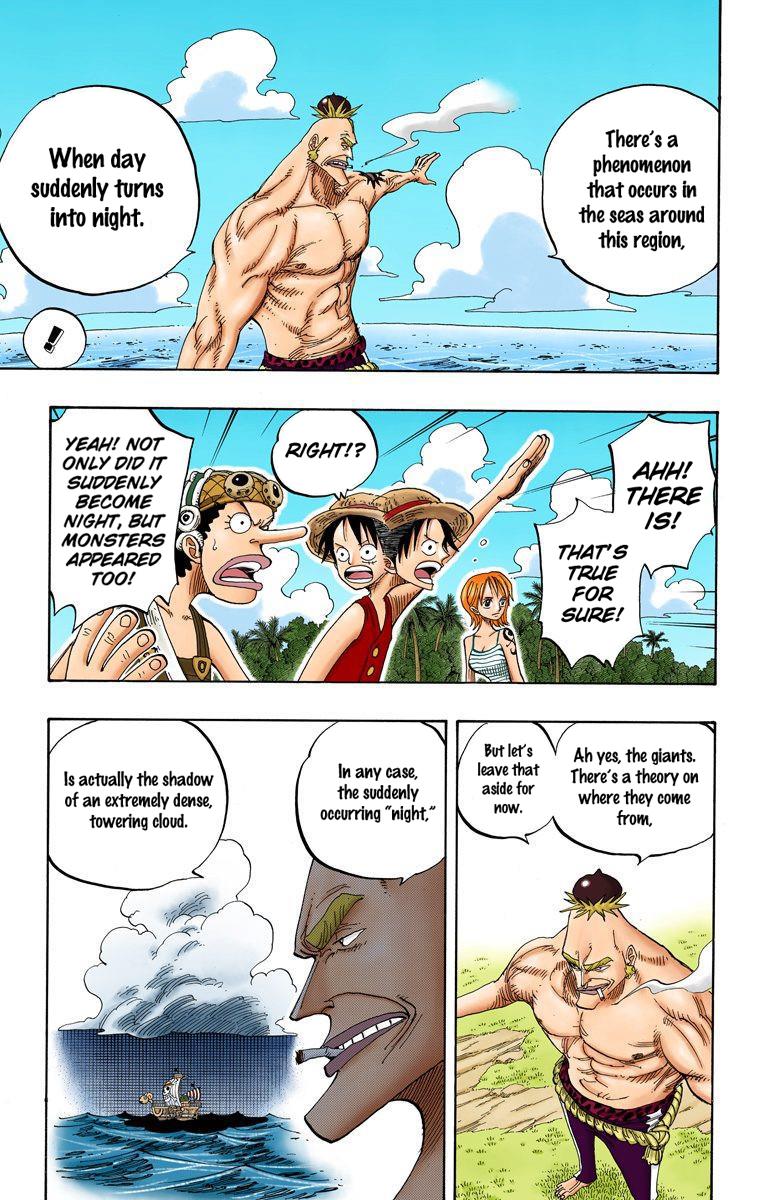 There's a
phenomenon
that occurs in
the seas around
this region,
When day
suddenly turns
into night.
!
AHH!
THERE
IS!
THAT'S
TRUE
FOR
SURE!
RIGHT!?
YEAH! NOT
ONLY DID IT
SUDDENLY
BECOME
NIGHT, BUT
MONSTERS
APPEARED
TOO!
Ah yes, the giants.
There's a theory on
where they come
from,
But let's
leave that
aside for
now.
In any case,
the suddenly
occurring "night,"
Is actually the shadow
of an extremely dense,
towering cloud.